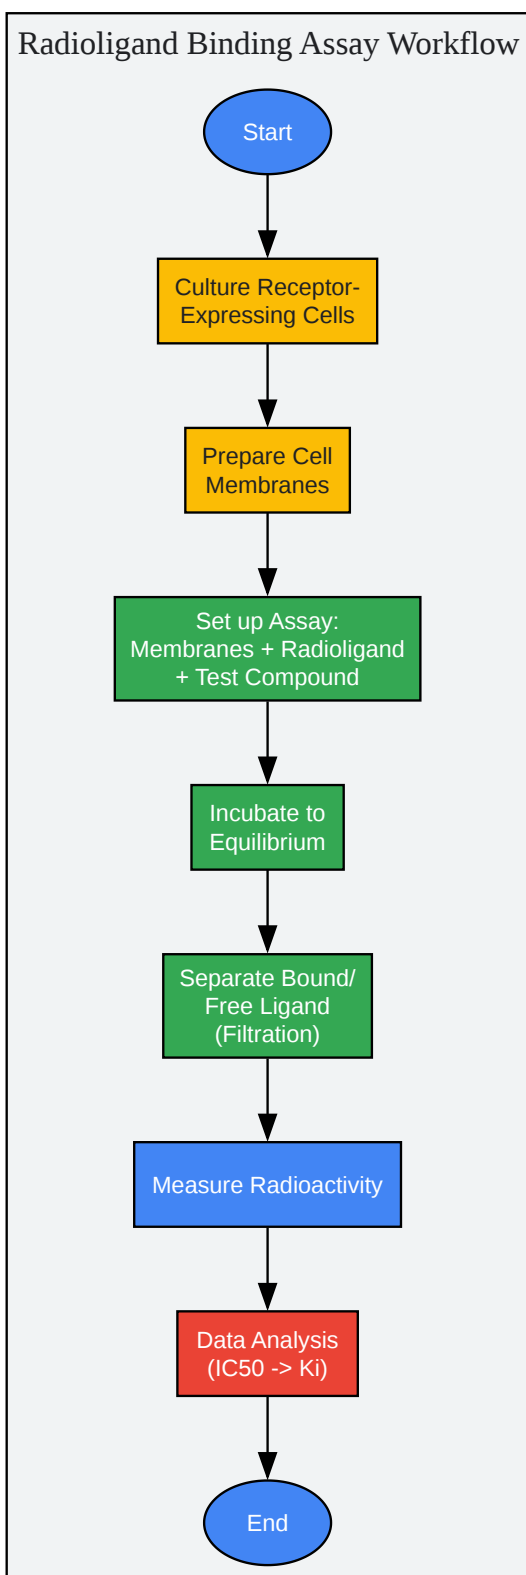 Radioligand Binding Assay Workflow
Start
Culture Receptor-
Expressing Cells
Prepare Cell
Membranes
Set up Assay:
Membranes + Radioligand
+ Test Compound
Incubate to
Equilibrium
Separate Bound/
Free Ligand
(Filtration)
Measure Radioactivity
Data Analysis
(IC50 -> Ki)
End